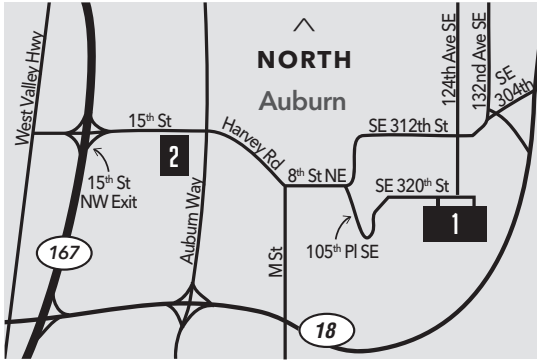 NORTH
Auburn
West Valley Hwy
15th St
2
15th St
NW Exit
167
Auburn Way
Harvey Rd
8th St NE
M St
105th Pl SE
SE 312th St
SE 320th St
124th Ave SE
132nd Ave SE
SE
304th
1
18